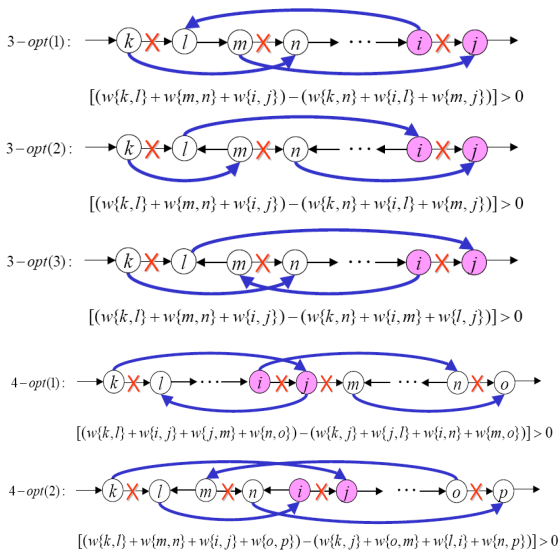 3-opt(1): k l m n ... i j
[(w{k,l}+w{m,n}+w{i,j})-(w{k,n}+w{i,l}+w{m,j})]>0
3-opt(2): k l m n ... i j
[(w{k,l}+w{m,n}+w{i,j})-(w{k,n}+w{i,l}+w{m,j})]>0
3-opt(3): k l m n ... i j
[(w{k,l}+w{m,n}+w{i,j})-(w{k,n}+w{i,m}+w{l,j})]>0
4-opt(1): k l ... i j m ... n o
[(w{k,l}+w{i,j}+w{j,m}+w{n,o})-(w{k,j}+w{j,l}+w{i,n}+w{m,o})]>0
4-opt(2): k l m n i j ... o p
[(w{k,l}+w{m,n}+w{i,j}+w{o,p})-(w{k,j}+w{o,m}+w{l,i}+w{n,p})]>0